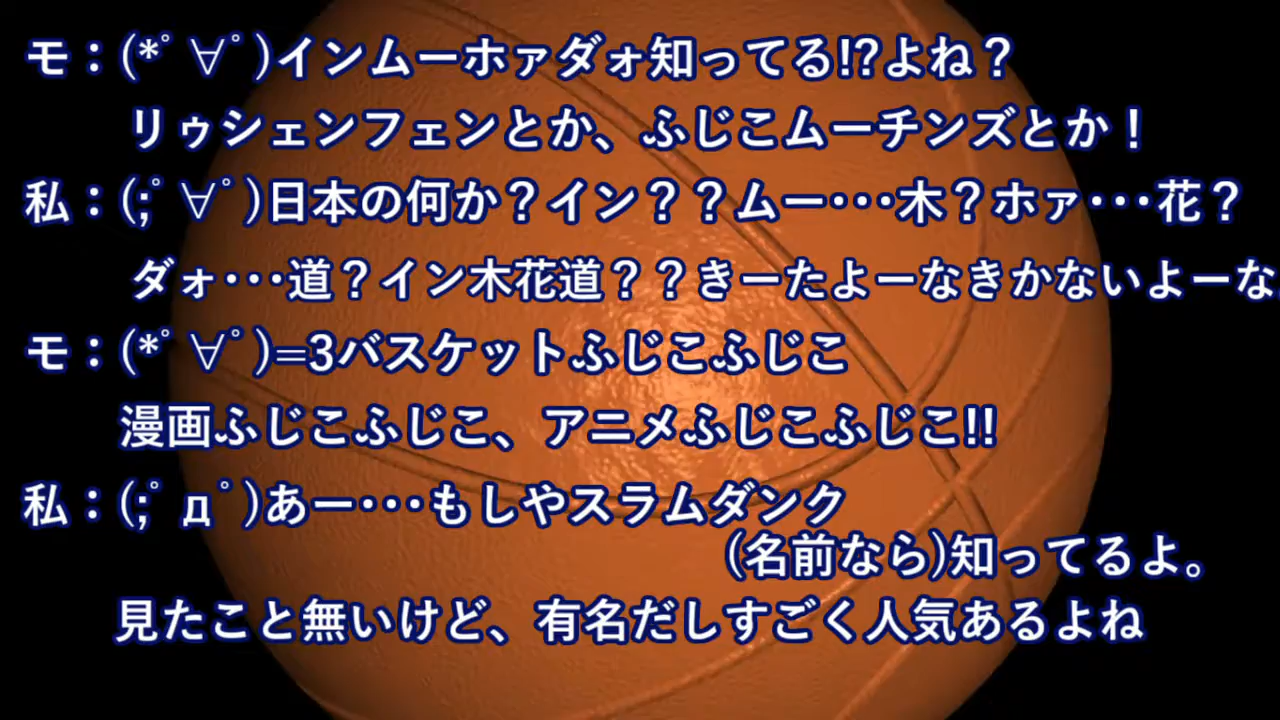 モ：(*ﾟ∀ﾟ)インムーホァダォ知ってる!?よね？
リゥシェンフェンとか、ふじこムーチンズとか！
私：(;ﾟ∀ﾟ)日本の何か？イン？？ムー･･･木？ホァ･･･花？
ダォ･･･道？イン木花道？？きーたよーなきかないよーな
モ：(*ﾟ∀ﾟ)=3バスケットふじこふじこ
漫画ふじこふじこ、アニメふじこふじこ!!
私：(;ﾟдﾟ)あー･･･もしやスラムダンク
(名前なら)知ってるよ。
見たこと無いけど、有名だしすごく人気あるよね